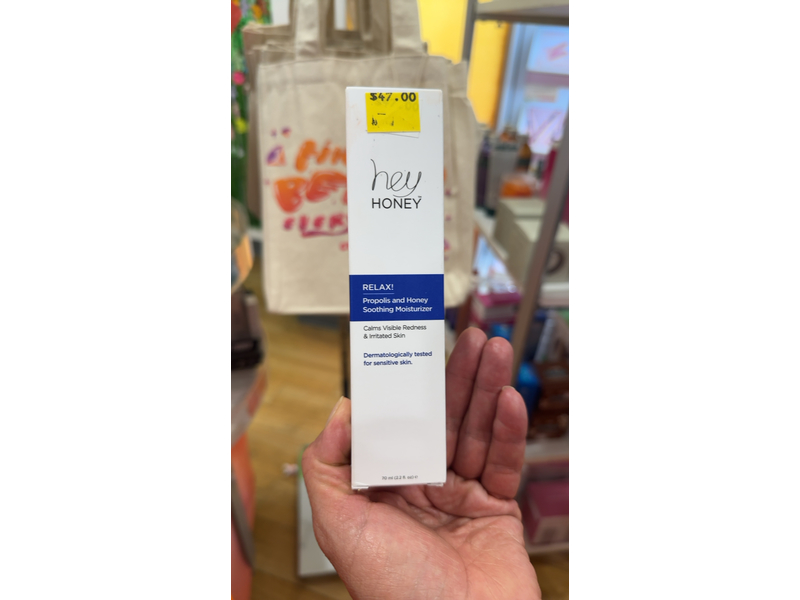 $47.00
hey
HONEY™
RELAX!
Propolis and Honey
Soothing Moisturizer
Calms Visible Redness
& Irritated Skin
Dermatologically tested
for sensitive skin.